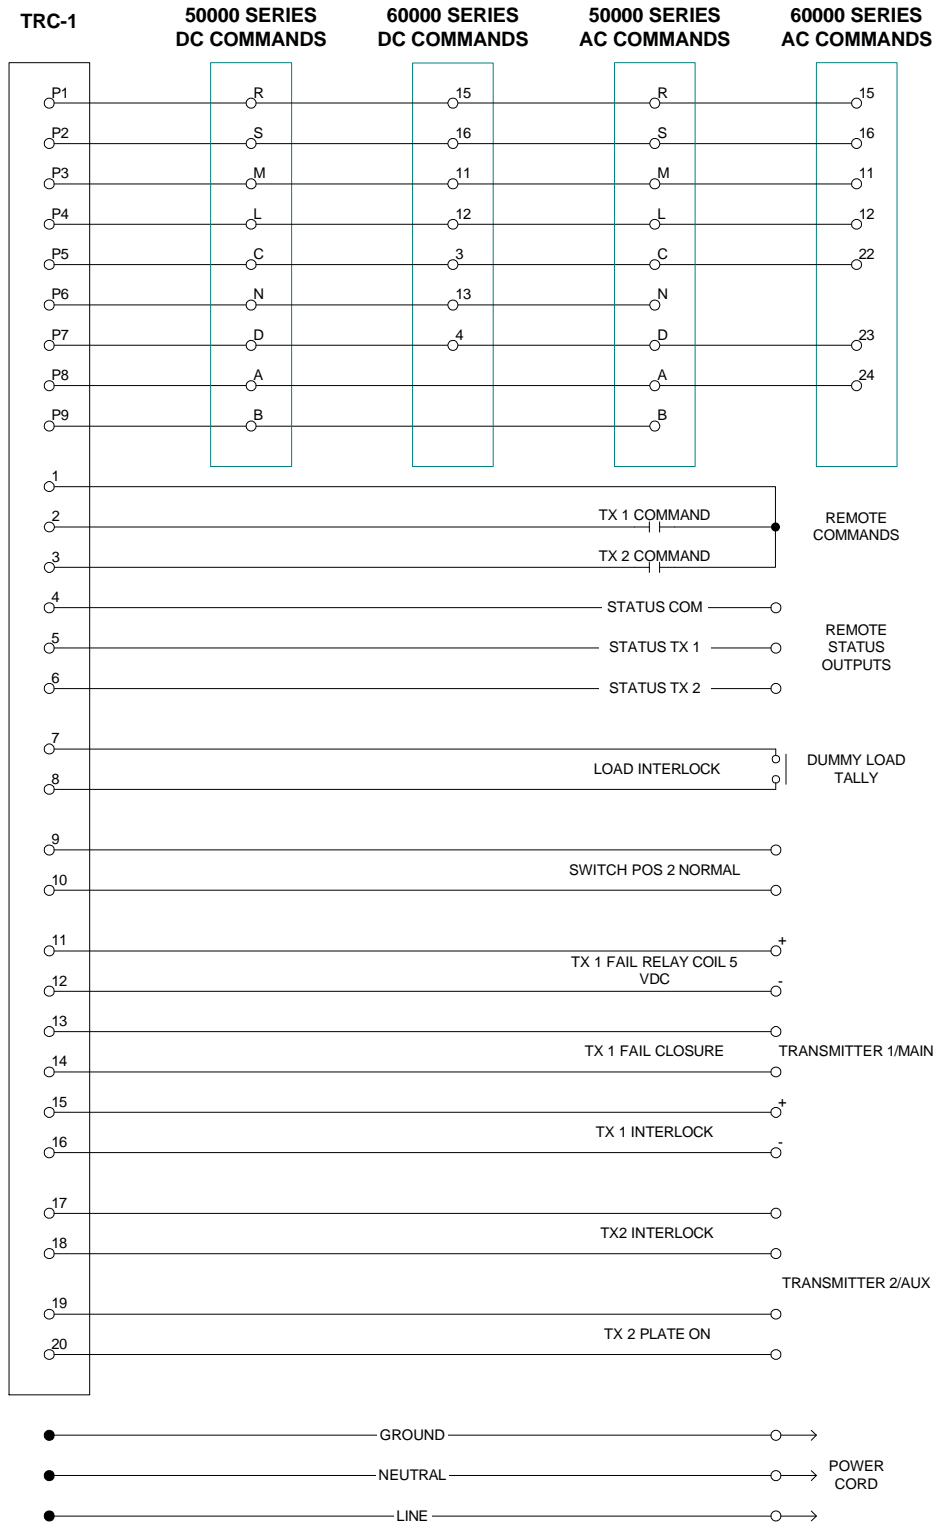 TRC-1
50000 SERIES
DC COMMANDS
60000 SERIES
DC COMMANDS
50000 SERIES
AC COMMANDS
60000 SERIES
AC COMMANDS
P1 R 15 R 15
P2 S 16 S 16
P3 M 11 M 11
P4 L 12 L 12
P5 C 3 C 22
P6 N 13 N
P7 D 4 D 23
P8 A A 24
P9 B B
1
2 TX 1 COMMAND
3 TX 2 COMMAND
REMOTE
COMMANDS
4 STATUS COM
5 STATUS TX 1
6 STATUS TX 2
REMOTE
STATUS
OUTPUTS
7
LOAD INTERLOCK
8
DUMMY LOAD
TALLY
9
SWITCH POS 2 NORMAL
10
11 +
TX 1 FAIL RELAY COIL 5
VDC
12 -
13
TX 1 FAIL CLOSURE
14
TRANSMITTER 1/MAIN
15 +
TX 1 INTERLOCK
16 -
17
TX2 INTERLOCK
18
TRANSMITTER 2/AUX
19
TX 2 PLATE ON
20
GROUND
NEUTRAL
LINE
POWER
CORD